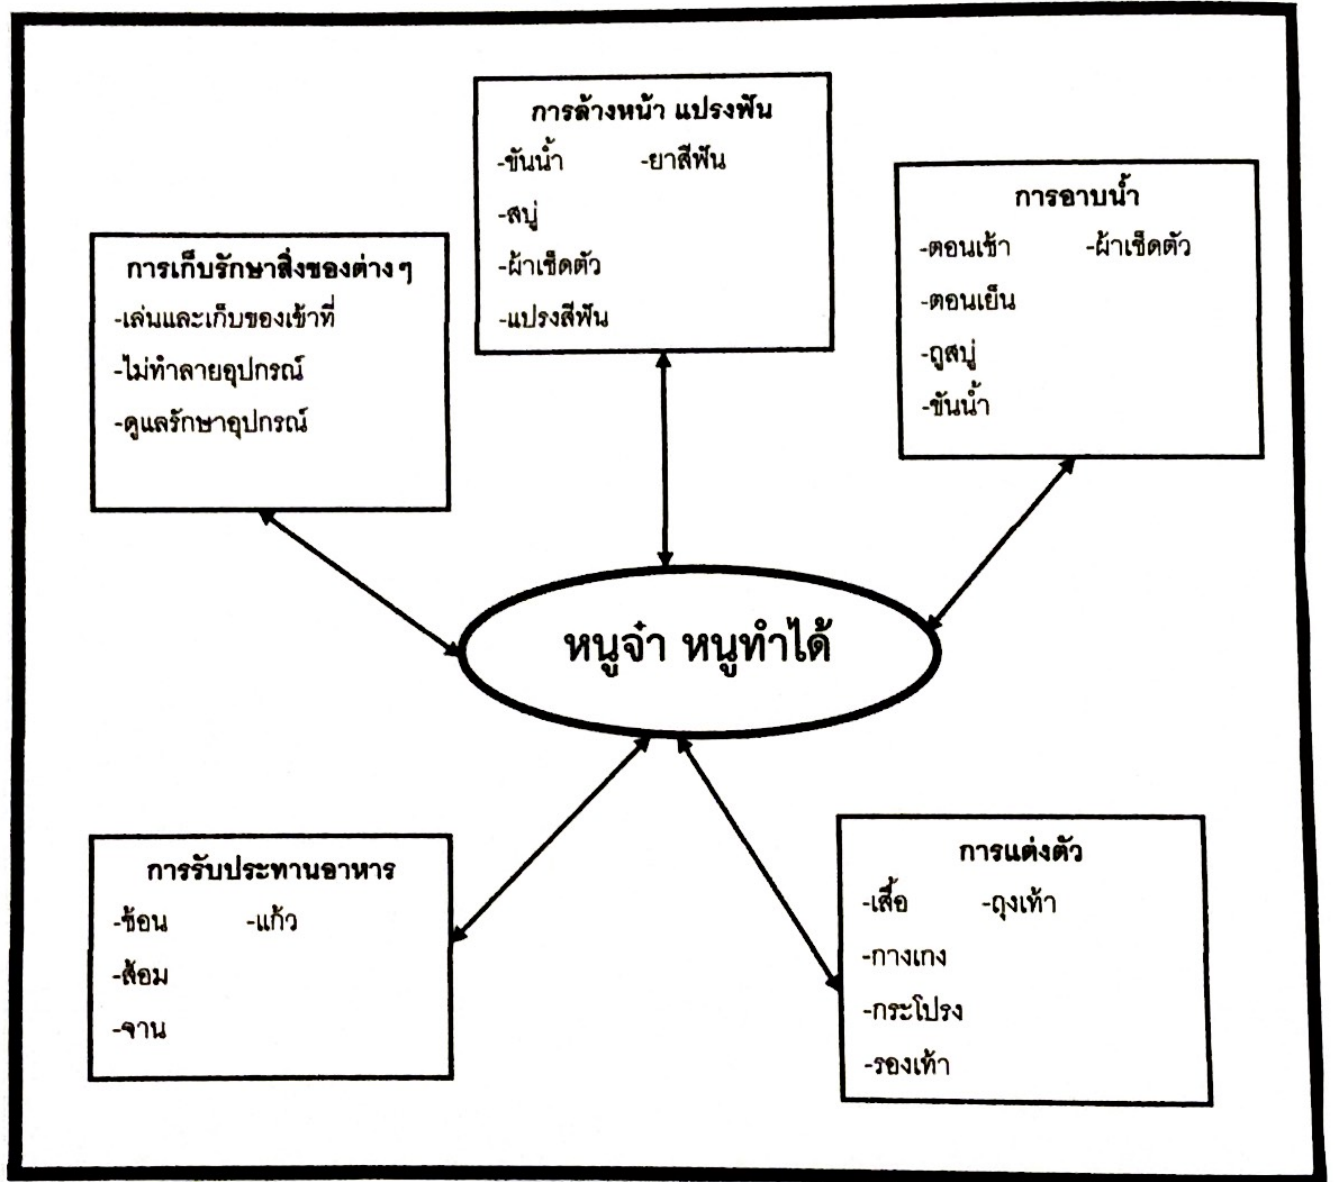 การล้างหน้า แปรงฟัน
-ขันน้ำ -ยาสีฟัน
-สบู่
-ผ้าเช็ดตัว
-แปรงสีฟัน
การอาบน้ำ
-ตอนเช้า -ผ้าเช็ดตัว
-ตอนเย็น
-ถูสบู่
-ขันน้ำ
การเก็บรักษาสิ่งของต่างๆ
-เล่นและเก็บของเข้าที่
-ไม่ทำลายอุปกรณ์
-ดูแลรักษาอุปกรณ์
หนูจ๋า หนูทำได้
การรับประทานอาหาร
-ช้อน -แก้ว
-ส้อม
-จาน
การแต่งตัว
-เสื้อ -ถุงเท้า
-กางเกง
-กระโปรง
-รองเท้า